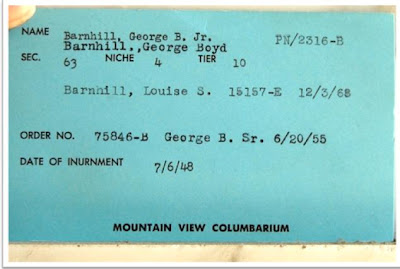 NAME Barnhill, George B. Jr. PN/2316-B
Barnhill.,George Boyd
SEC. 63 NICHE 4 TIER 10
Barnhill, Louise S. 15157-E 12/3/68
ORDER NO. 75846-B George B. Sr. 6/20/55
DATE OF INURNMENT 7/6/48
MOUNTAIN VIEW COLUMBARIUM